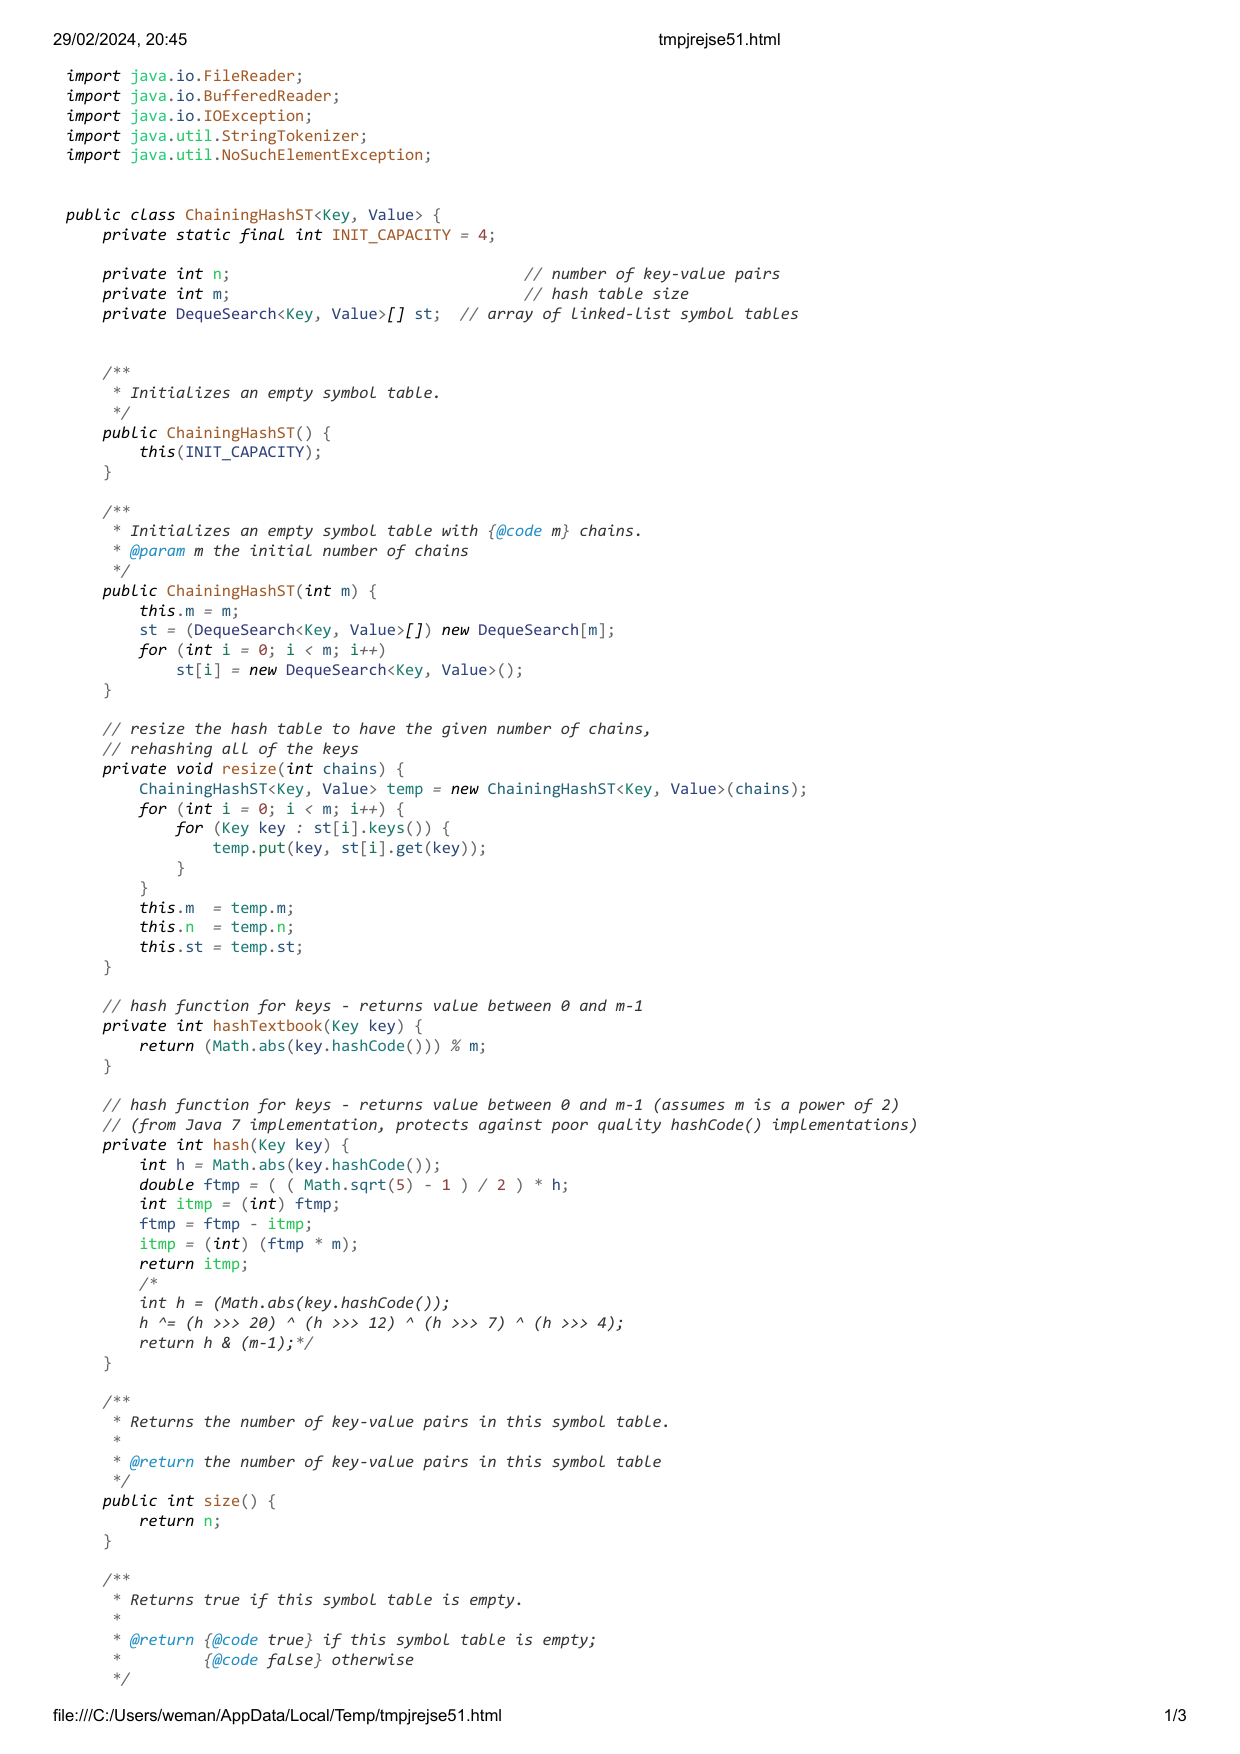 29/02/2024, 20:45 tmpjrejse51.html
import java.io.FileReader;
import java.io.BufferedReader;
import java.io.IOException;
import java.util.StringTokenizer;
import java.util.NoSuchElementException;
public class ChainingHashST<Key, Value> {
    private static final int INIT_CAPACITY = 4;
    private int n;                                // number of key-value pairs
    private int m;                                // hash table size
    private DequeSearch<Key, Value>[] st;  // array of linked-list symbol tables
    /**
     * Initializes an empty symbol table.
     */
    public ChainingHashST() {
        this(INIT_CAPACITY);
    }
    /**
     * Initializes an empty symbol table with {@code m} chains.
     * @param m the initial number of chains
     */
    public ChainingHashST(int m) {
        this.m = m;
        st = (DequeSearch<Key, Value>[]) new DequeSearch[m];
        for (int i = 0; i < m; i++)
            st[i] = new DequeSearch<Key, Value>();
    }
    // resize the hash table to have the given number of chains,
    // rehashing all of the keys
    private void resize(int chains) {
        ChainingHashST<Key, Value> temp = new ChainingHashST<Key, Value>(chains);
        for (int i = 0; i < m; i++) {
            for (Key key : st[i].keys()) {
                temp.put(key, st[i].get(key));
            }
        }
        this.m  = temp.m;
        this.n  = temp.n;
        this.st = temp.st;
    }
    // hash function for keys - returns value between 0 and m-1
    private int hashTextbook(Key key) {
        return (Math.abs(key.hashCode())) % m;
    }
    // hash function for keys - returns value between 0 and m-1 (assumes m is a power of 2)
    // (from Java 7 implementation, protects against poor quality hashCode() implementations)
    private int hash(Key key) {
        int h = Math.abs(key.hashCode());
        double ftmp = ( ( Math.sqrt(5) - 1 ) / 2 ) * h;
        int itmp = (int) ftmp;
        ftmp = ftmp - itmp;
        itmp = (int) (ftmp * m);
        return itmp;
        /*
        int h = (Math.abs(key.hashCode());
        h ^= (h >>> 20) ^ (h >>> 12) ^ (h >>> 7) ^ (h >>> 4);
        return h & (m-1);*/
    }
    /**
     * Returns the number of key-value pairs in this symbol table.
     *
     * @return the number of key-value pairs in this symbol table
     */
    public int size() {
        return n;
    }
    /**
     * Returns true if this symbol table is empty.
     *
     * @return {@code true} if this symbol table is empty;
     *         {@code false} otherwise
     */
file:///C:/Users/weman/AppData/Local/Temp/tmpjrejse51.html 1/3